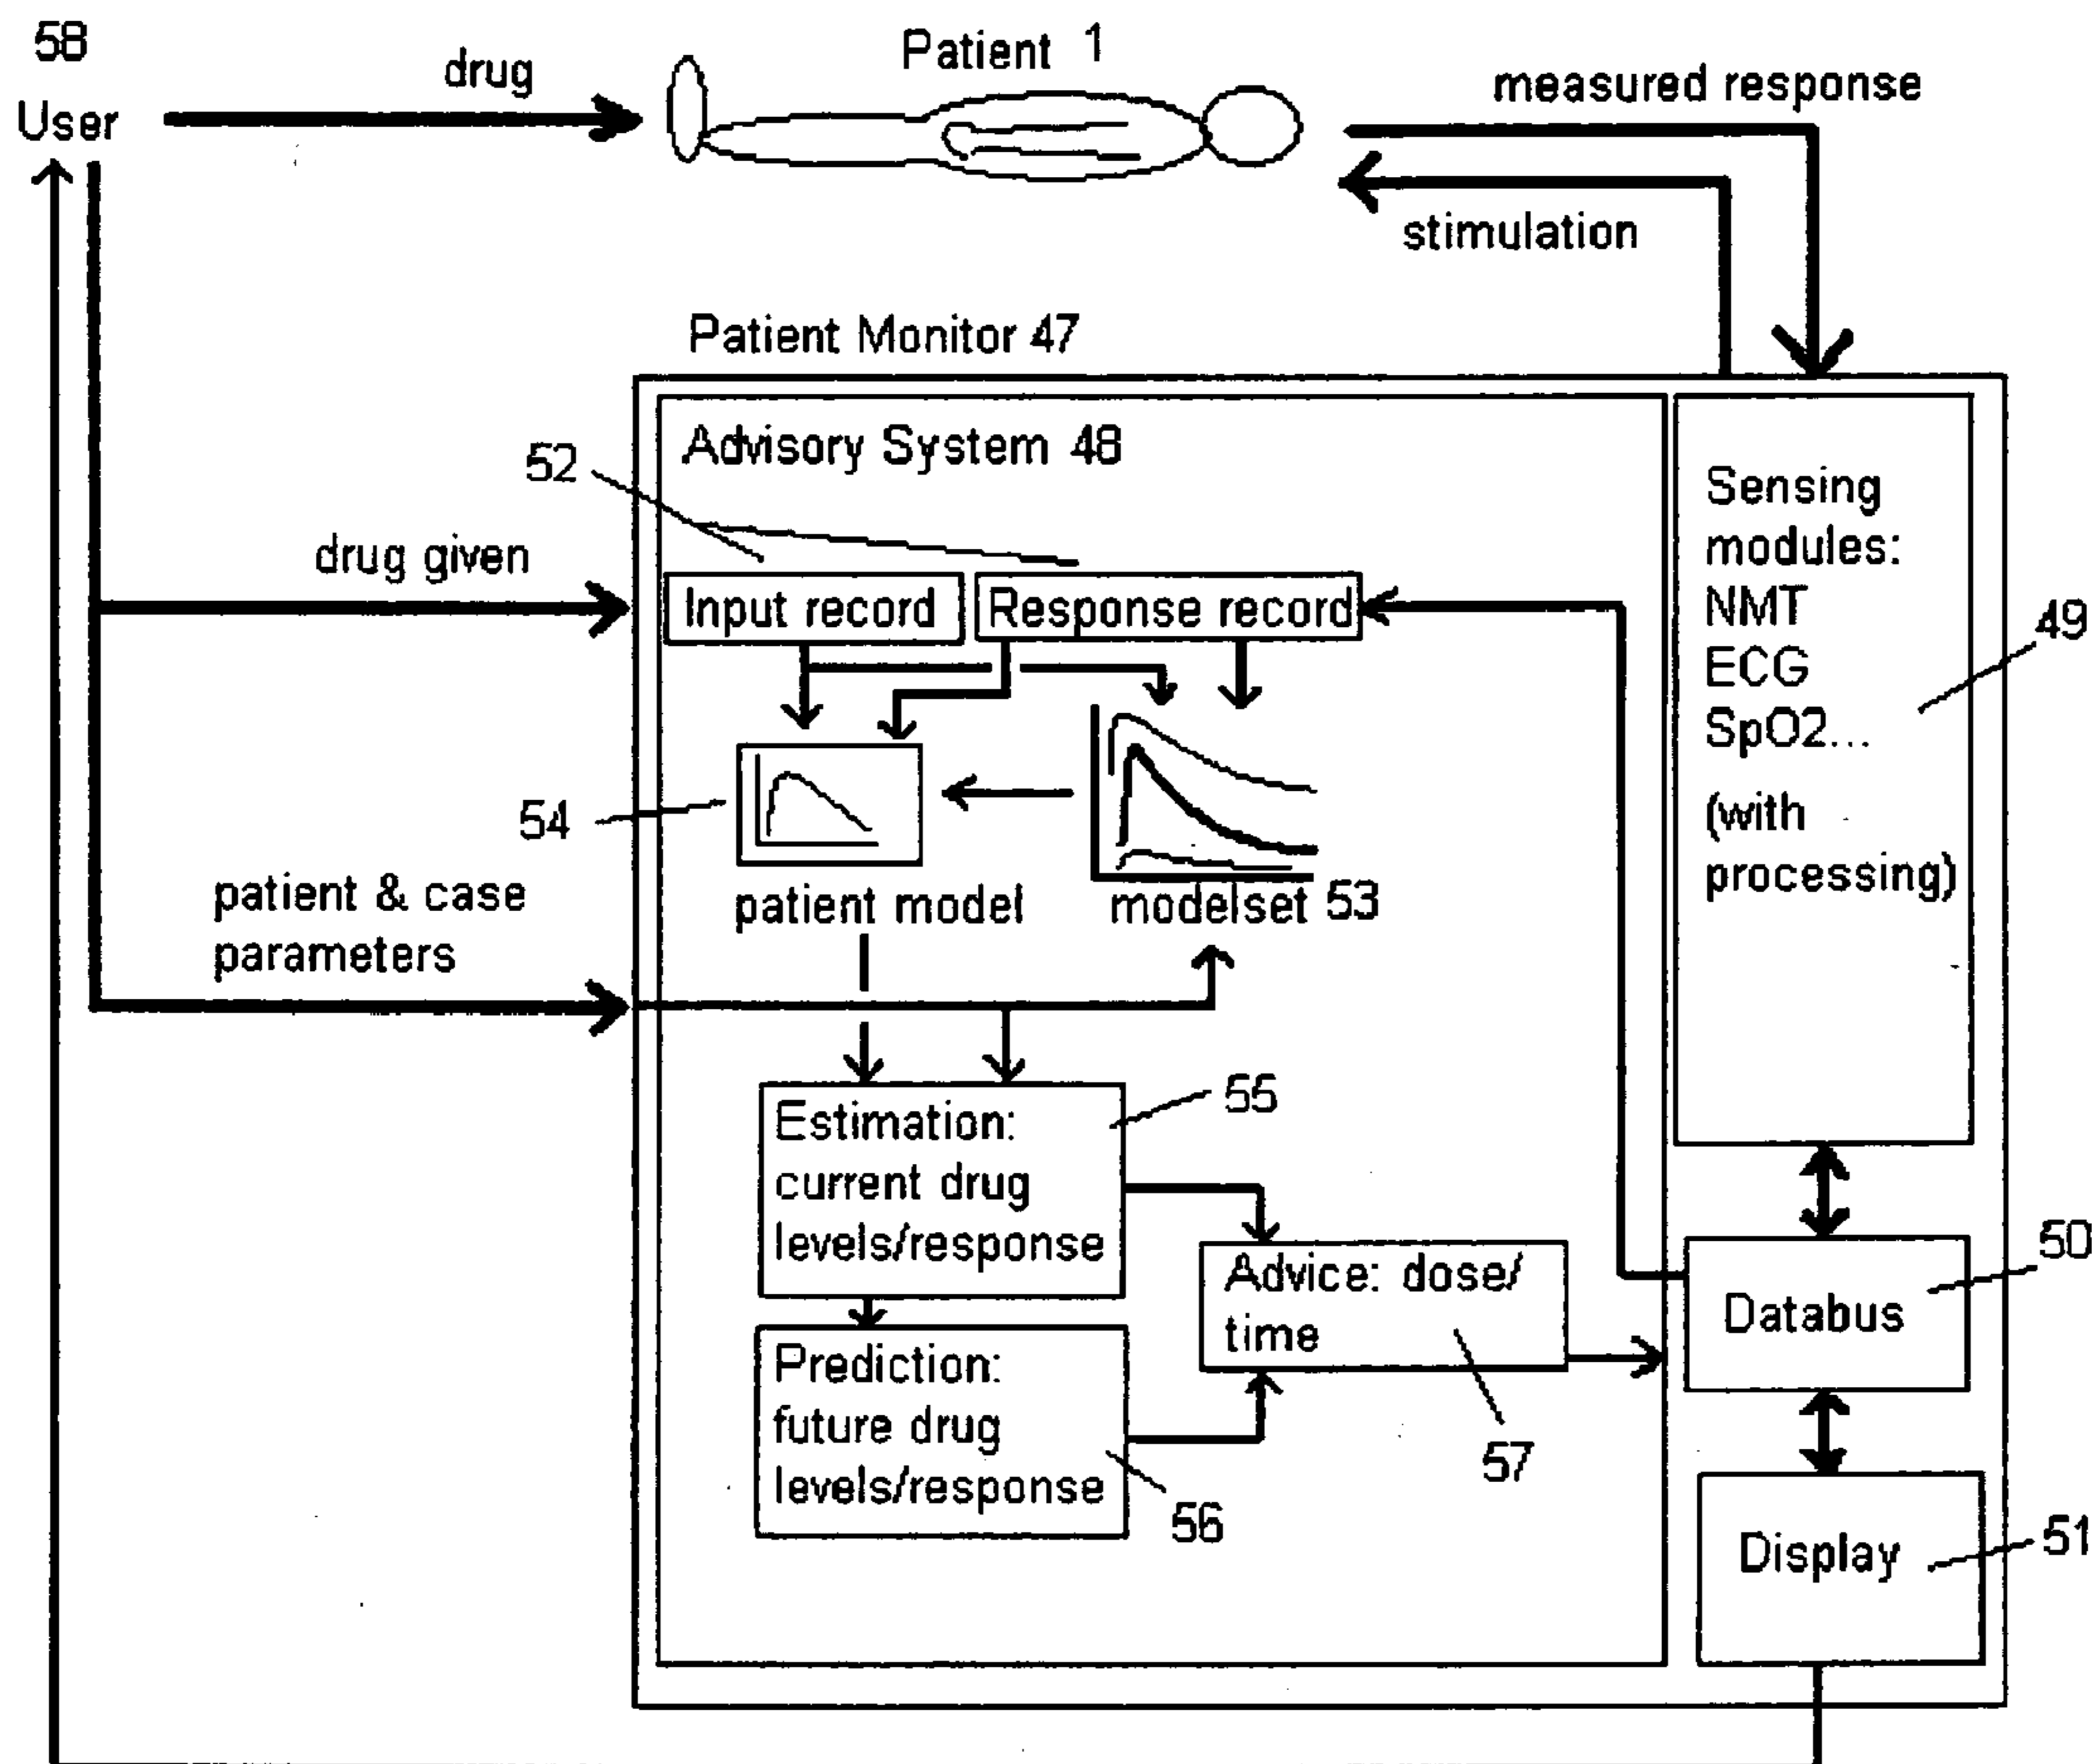 58
User
drug
Patient 1
measured response
stimulation
Patient Monitor 47
Advisory System 48
52
drug given
Input record
Response record
Sensing
modules:
NMT
ECG
SpO2...
(with
processing)
49
54
patient model
modelset 53
patient & case
parameters
Estimation:
current drug
levels/response
55
Prediction:
future drug
levels/response
56
Advice: dose/
time
57
Databus
50
Display
51